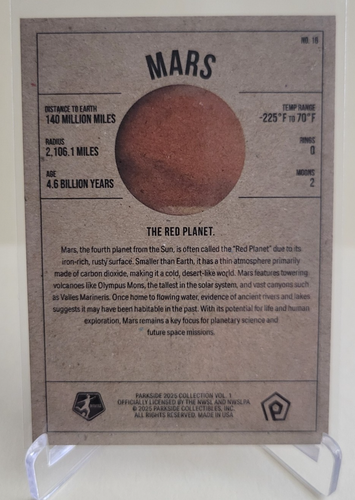 NO. 16
MARS
DISTANCE TO EARTH
140 MILLION MILES
RADIUS
2,106.1 MILES
AGE
4.6 BILLION YEARS
TEMP RANGE
-225°F TO 70°F
RINGS
0
MOONS
2
THE RED PLANET.
Mars, the fourth planet from the Sun, is often called the "Red Planet" due to its
iron-rich, rusty surface. Smaller than Earth, it has a thin atmosphere primarily
made of carbon dioxide, making it a cold, desert-like world. Mars features towering
volcanoes like Olympus Mons, the tallest in the solar system, and vast canyons such
as Valles Marineris. Once home to flowing water, evidence of ancient rivers and lakes
suggests it may have been habitable in the past. With its potential for life and human
exploration, Mars remains a key focus for planetary science and
future space missions.
PARKSIDE 2025 COLLECTION VOL. 1
OFFICIALLY LICENSED BY THE NWSL AND NWSLPA
© 2025 PARKSIDE COLLECTIBLES, INC.
ALL RIGHTS RESERVED. MADE IN USA